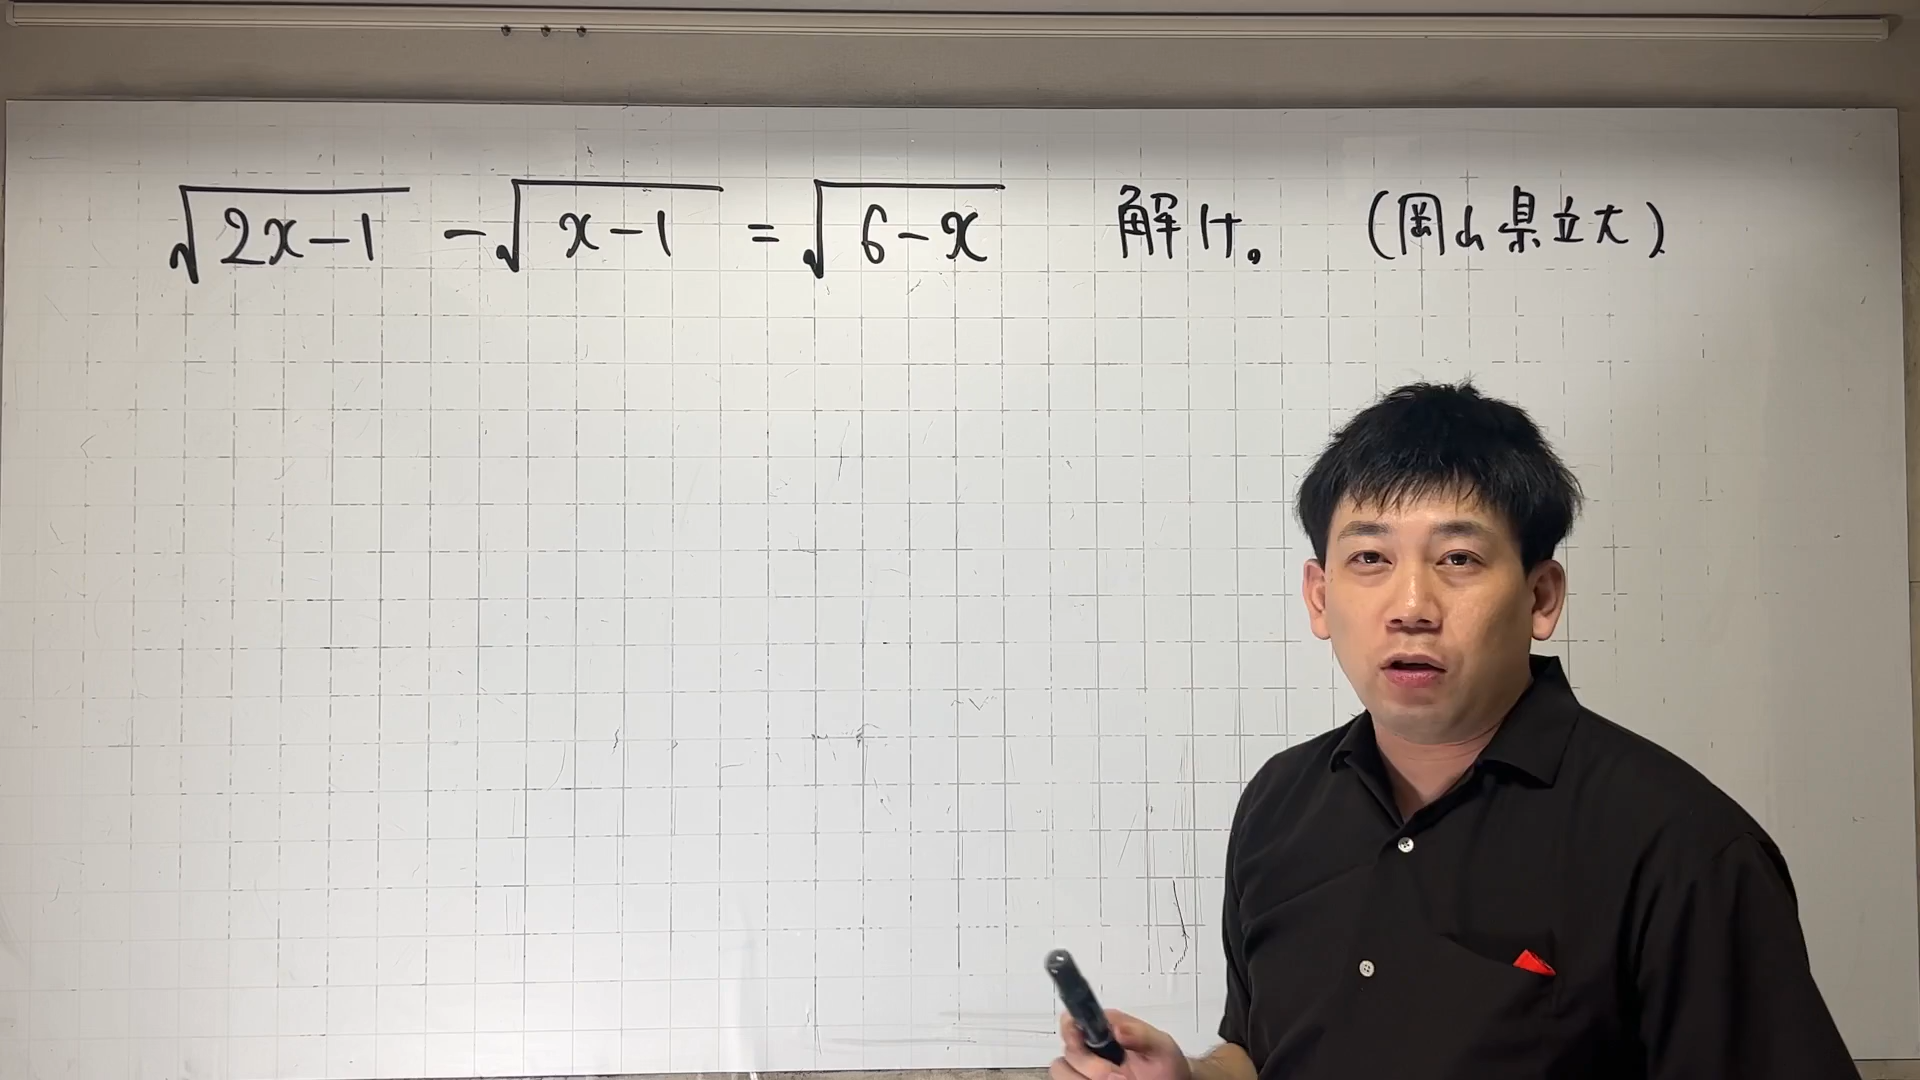 √(2x-1) - √(x-1) = √(6-x)　解け。　(岡山県立大)